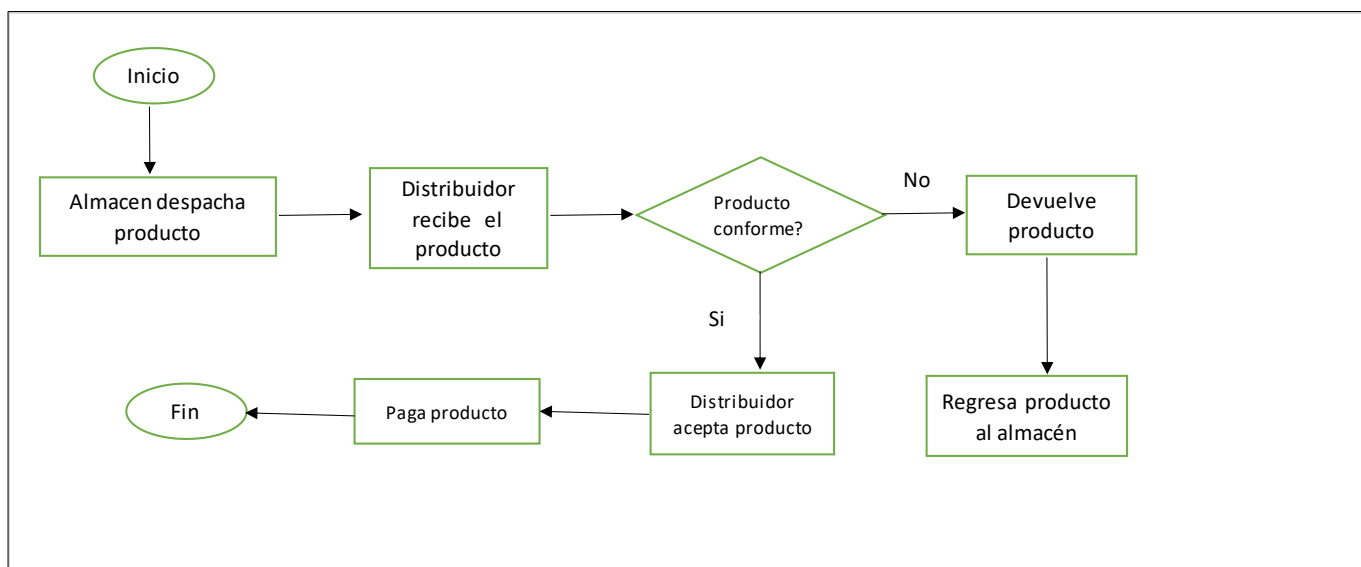 Inicio
Almacen despacha
producto
Distribuidor
recibe el
producto
Producto
conforme?
No
Devuelve
producto
Si
Fin
Paga producto
Distribuidor
acepta producto
Regresa producto
al almacén